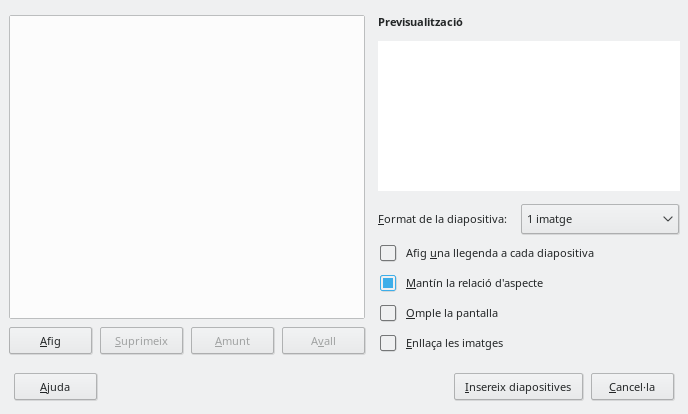 Previsualització
Format de la diapositiva: 1 imatge
Afig una llegenda a cada diapositiva
Mantín la relació d'aspecte
Omple la pantalla
Enllaça les imatges
Afig Suprimeix Amunt Avall
Ajuda Insereix diapositives Cancel·la